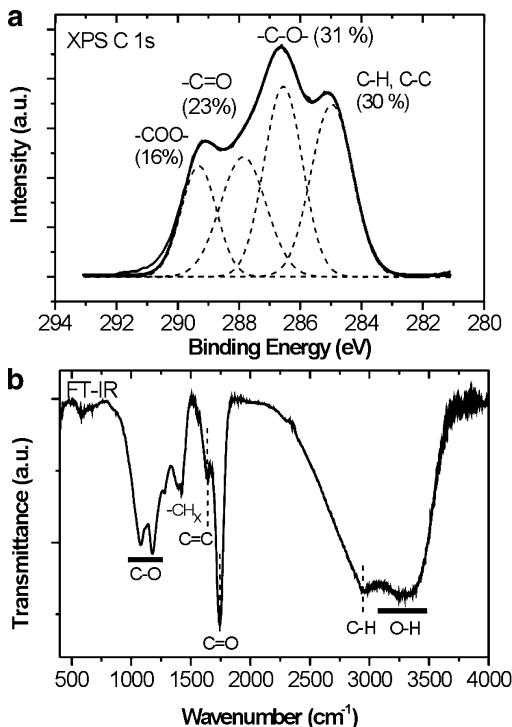 a
XPS C 1s
-C-O- (31 %)
-C=O
(23%)
C-H, C-C
(30 %)
-COO-
(16%)
Intensity (a.u.)
294 292 290 288 286 284 282 280
Binding Energy (eV)
b
FT-IR
Transmittance (a.u.)
-CHₓ
C=C
C-O
C=O
C-H
O-H
500 1000 1500 2000 2500 3000 3500 4000
Wavenumber (cm⁻¹)